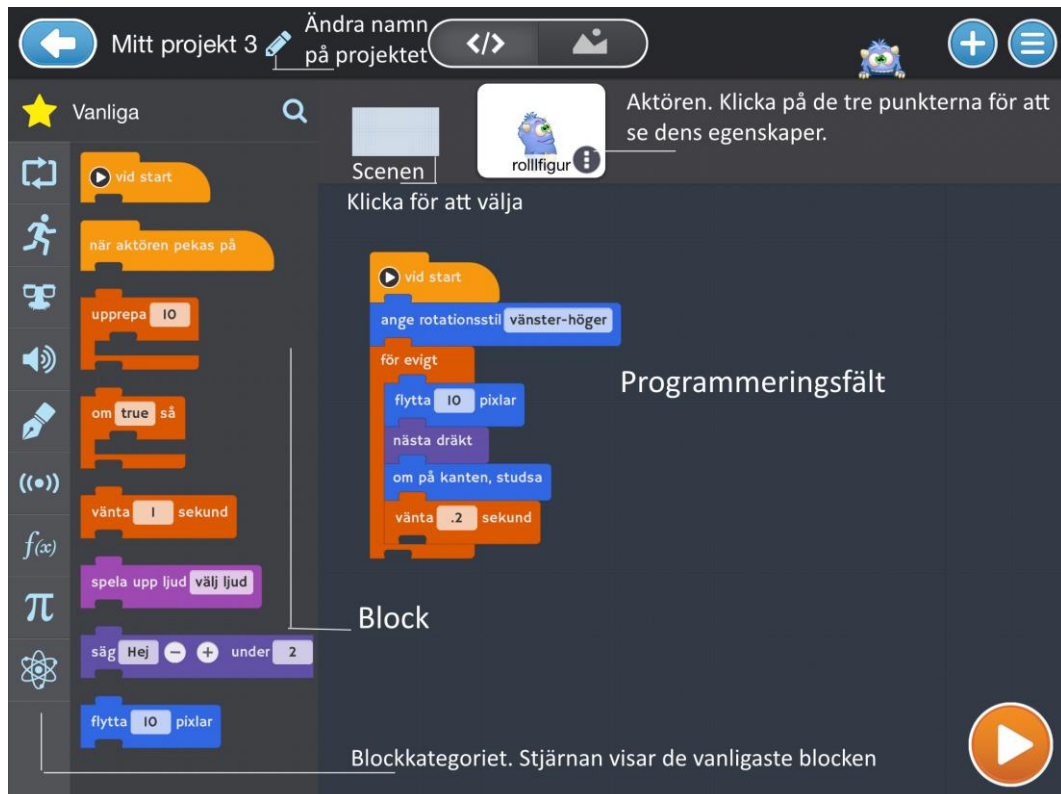 Mitt projekt 3
Ändra namn
på projektet
</>
Vanliga
Scenen
Klicka för att välja
rolllfigur
Aktören. Klicka på de tre punkterna för att
se dens egenskaper.
vid start
när aktören pekas på
upprepa 10
om true så
vänta 1 sekund
spela upp ljud välj ljud
säg Hej − + under 2
flytta 10 pixlar
((●))
f(x)
π
vid start
ange rotationsstil vänster-höger
för evigt
flytta 10 pixlar
nästa dräkt
om på kanten, studsa
vänta .2 sekund
Programmeringsfält
Block
Blockkategoriet. Stjärnan visar de vanligaste blocken